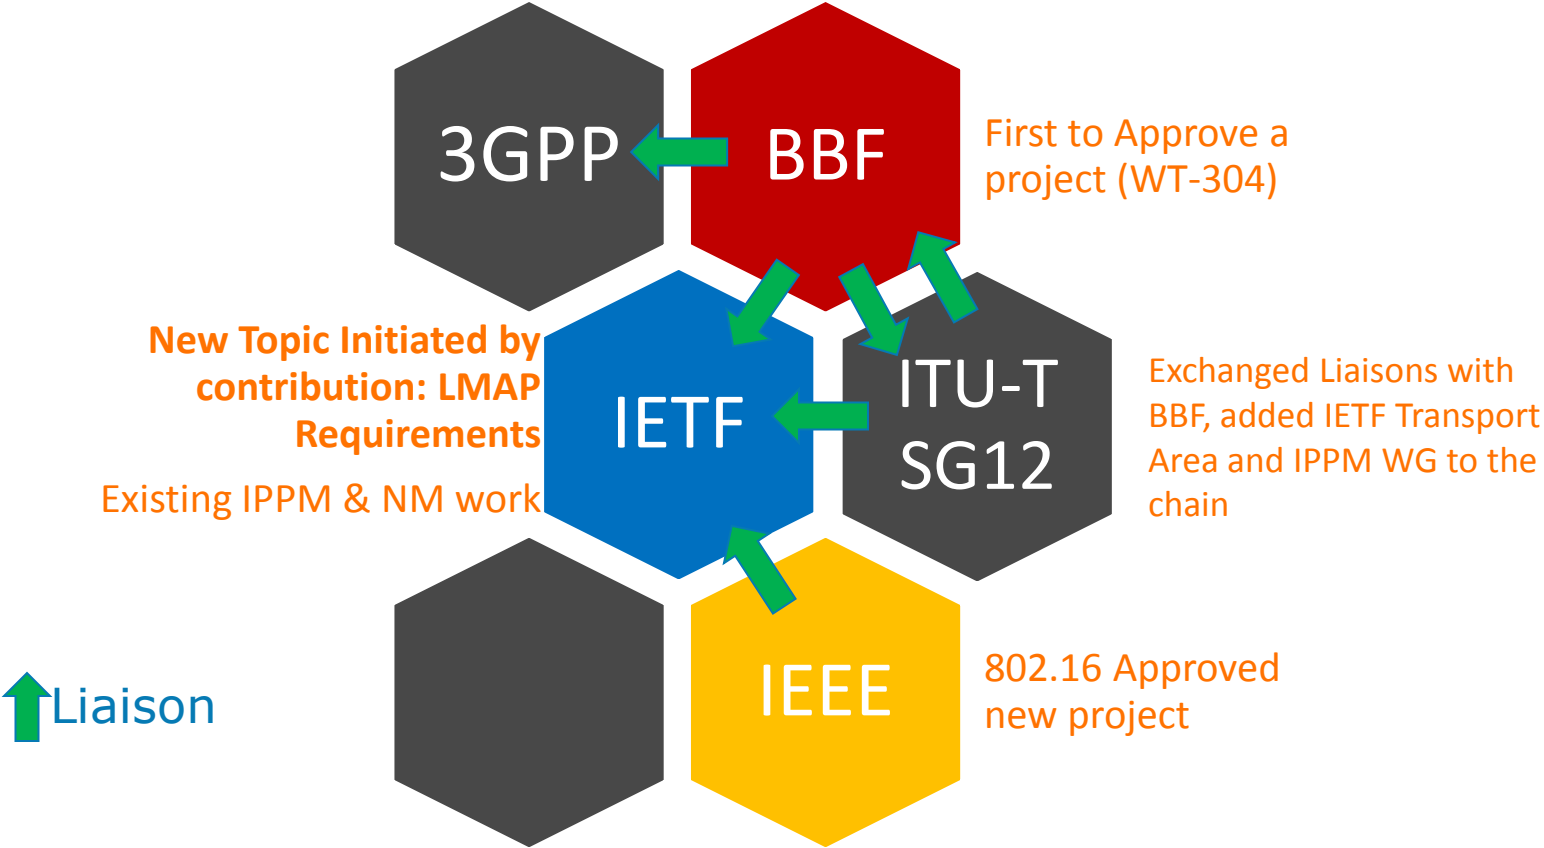 3GPP
BBF
First to Approve a
project (WT-304)
New Topic Initiated by
contribution: LMAP
Requirements
Existing IPPM & NM work
IETF
ITU-T
SG12
Exchanged Liaisons with
BBF, added IETF Transport
Area and IPPM WG to the
chain
IEEE
802.16 Approved
new project
Liaison